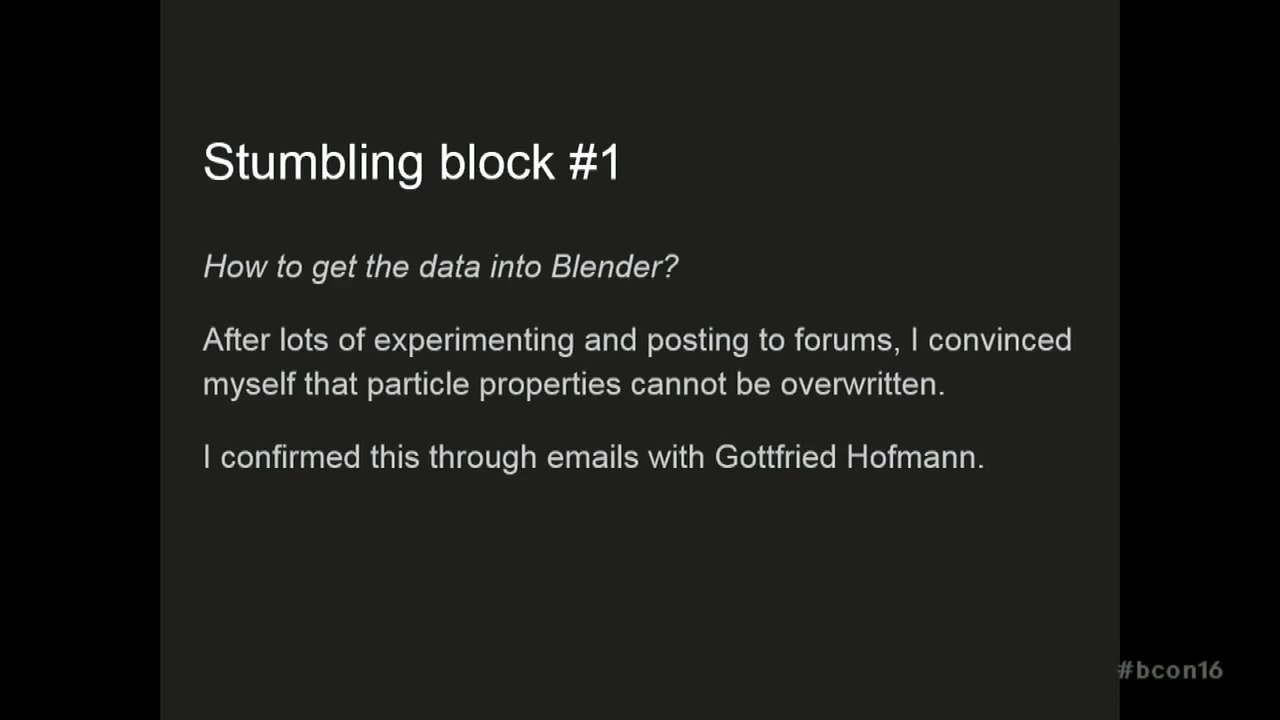 Stumbling block #1
How to get the data into Blender?
After lots of experimenting and posting to forums, I convinced
myself that particle properties cannot be overwritten.
I confirmed this through emails with Gottfried Hofmann.
#bcon16